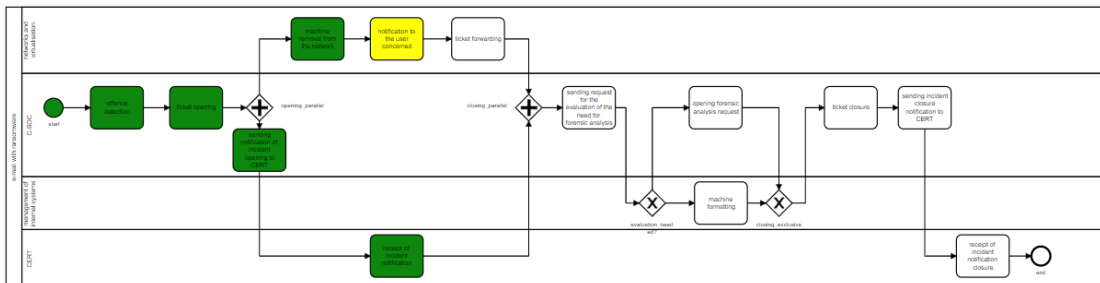 e-mail with ransomware
networks and
virtualisation
machine
removal from
the network
notification to
the user
concerned
ticket forwarding
C-SOC
start
offence
detection
ticket opening
opening_parallel
sending
notification of
incident
opening to
CERT
closing_parallel
sending request
for the
evaluation of the
need for
forensic analysis
opening forensic
analysis request
ticket closure
sending incident
closure
notification to
CERT
management of
internal systems
evaluation_need
ed?
machine
formatting
closing_exclusive
CERT
receipt of
incident
notification
receipt of
incident
notification
closure
end